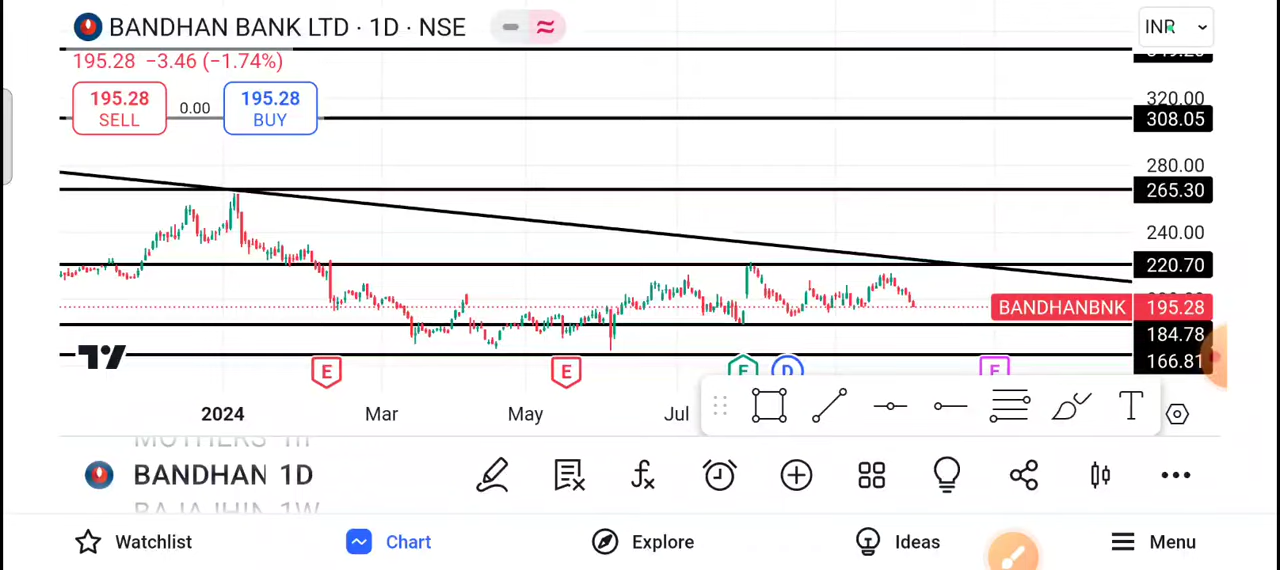 BANDHAN BANK LTD · 1D · NSE
INR
195.28 −3.46 (−1.74%)
195.28
SELL
0.00
195.28
BUY
320.00
308.05
280.00
265.30
240.00
220.70
BANDHANBNK 195.28
184.78
166.81
E
E
E
D
E
2024
Mar
May
Jul
T
BANDHAN 1D
Watchlist
Chart
Explore
Ideas
Menu